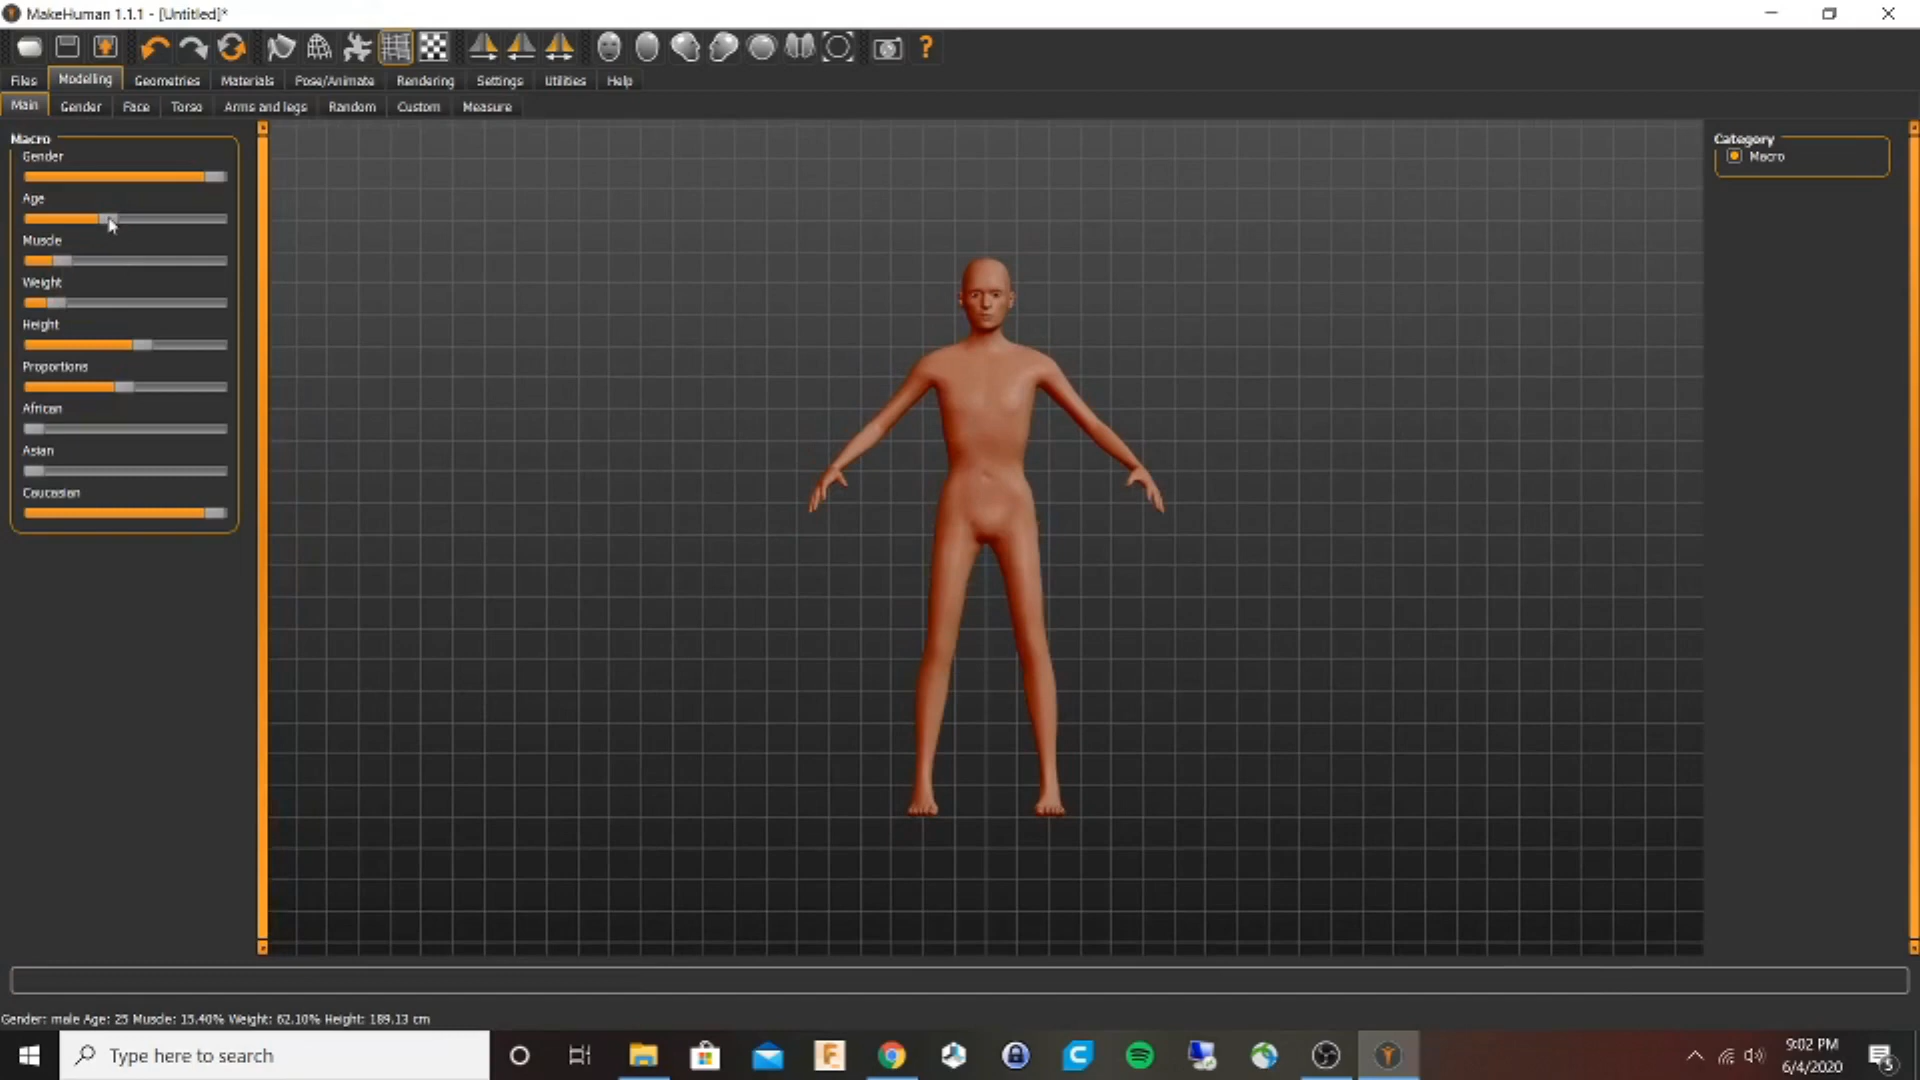 MakeHuman 1.1.1 - [Untitled]*
?
Files Modelling Geometries Materials Pose/Animate Rendering Settings Utilities Help
Main Gender Face Torso Arms and legs Random Custom Measure
Macro
Gender
Age
Muscle
Weight
Height
Proportions
African
Asian
Caucasian
Category
Macro
Gender: male Age: 25 Muscle: 15.40% Weight: 62.10% Height: 189.13 cm
Type here to search
F
9:02 PM
6/4/2020
5